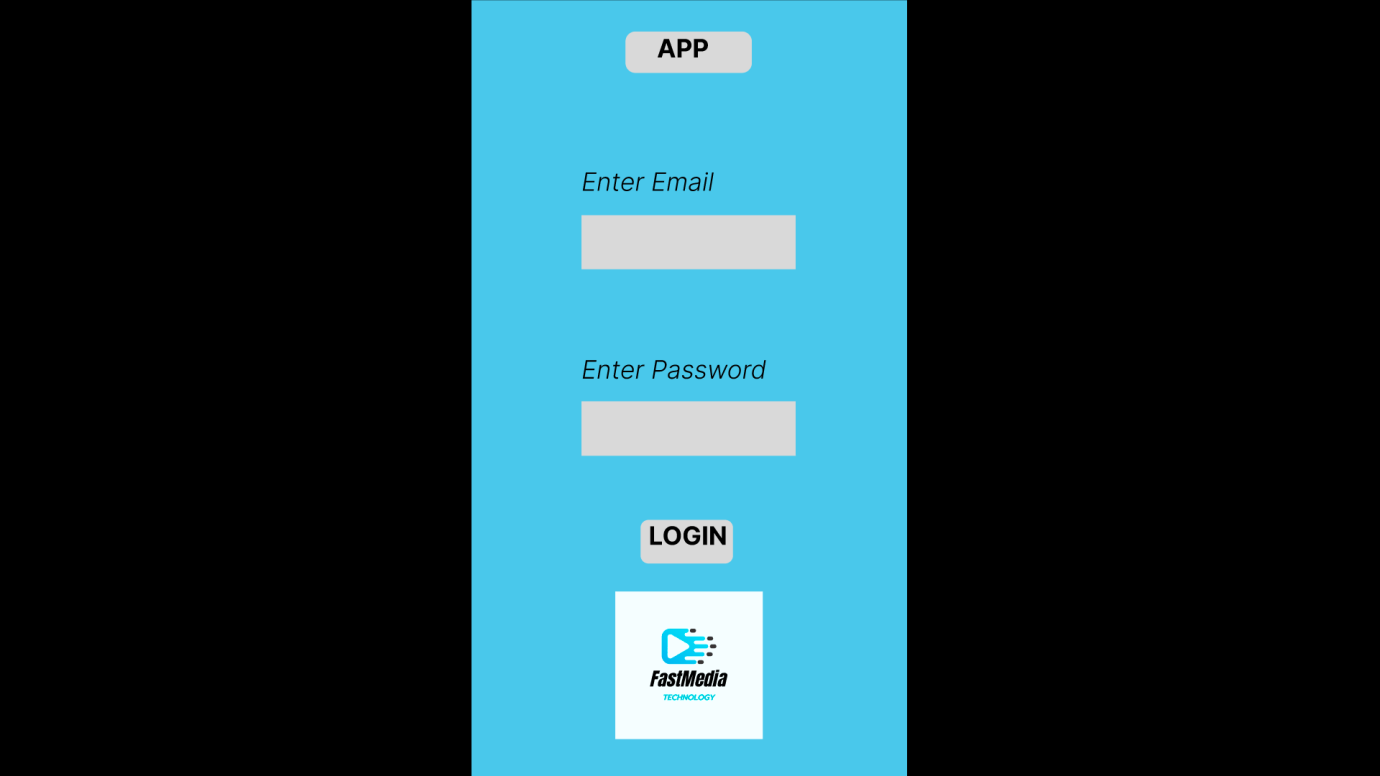 APP
Enter Email
Enter Password
LOGIN
FastMedia
TECHNOLOGY